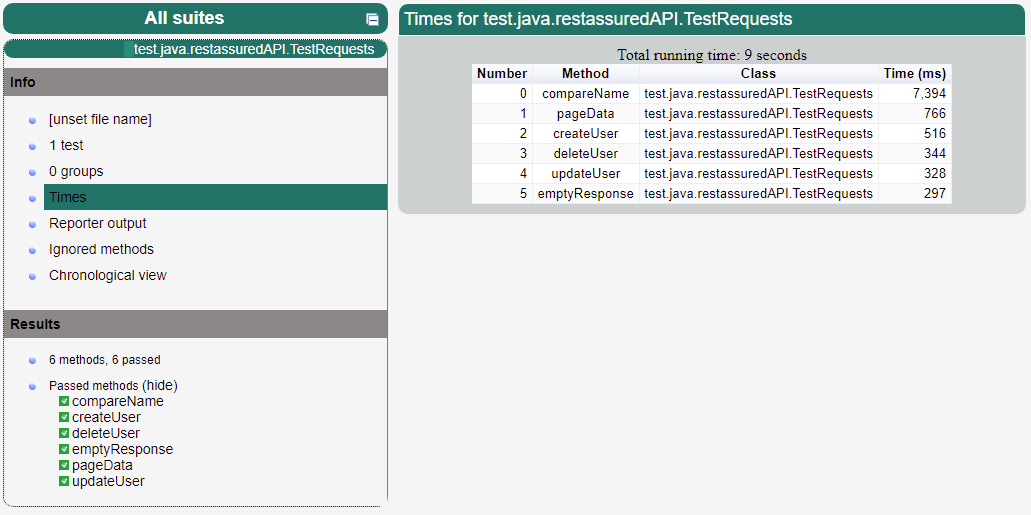 All suites
test.java.restassuredAPI.TestRequests
Info
[unset file name]
1 test
0 groups
Times
Reporter output
Ignored methods
Chronological view
Results
6 methods, 6 passed
Passed methods (hide)
compareName
createUser
deleteUser
emptyResponse
pageData
updateUser
Times for test.java.restassuredAPI.TestRequests
Total running time: 9 seconds
Number Method Class Time (ms)
0 compareName test.java.restassuredAPI.TestRequests 7,394
1 pageData test.java.restassuredAPI.TestRequests 766
2 createUser test.java.restassuredAPI.TestRequests 516
3 deleteUser test.java.restassuredAPI.TestRequests 344
4 updateUser test.java.restassuredAPI.TestRequests 328
5 emptyResponse test.java.restassuredAPI.TestRequests 297